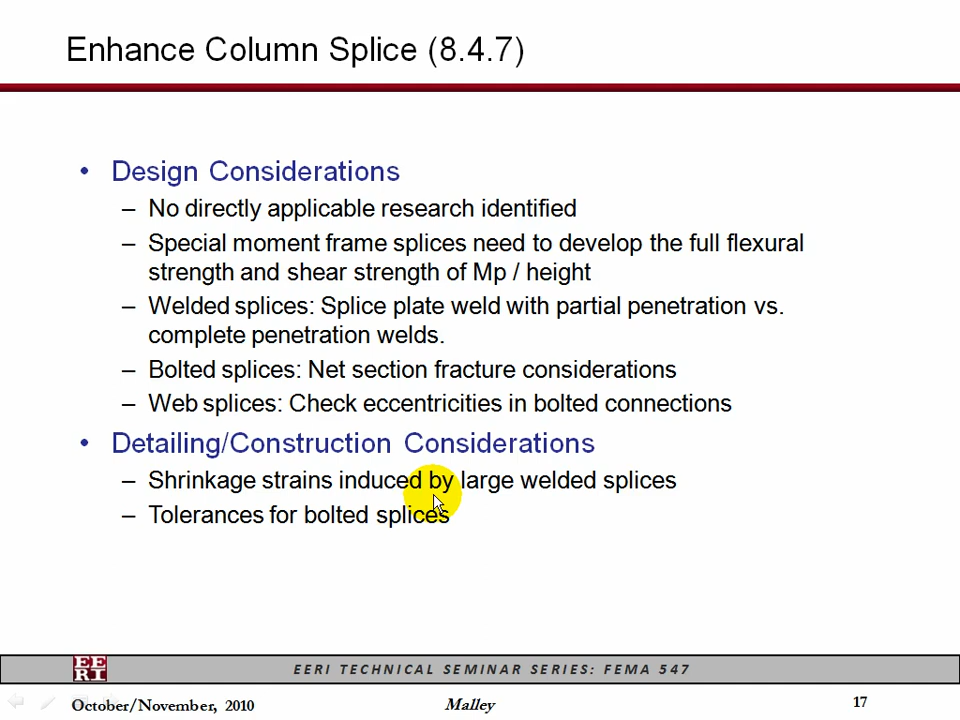 Enhance Column Splice (8.4.7)
• Design Considerations
– No directly applicable research identified
– Special moment frame splices need to develop the full flexural
strength and shear strength of Mp / height
– Welded splices: Splice plate weld with partial penetration vs.
complete penetration welds.
– Bolted splices: Net section fracture considerations
– Web splices: Check eccentricities in bolted connections
• Detailing/Construction Considerations
– Shrinkage strains induced by large welded splices
– Tolerances for bolted splices
EERI
EERI TECHNICAL SEMINAR SERIES: FEMA 547
October/November, 2010 Malley 17